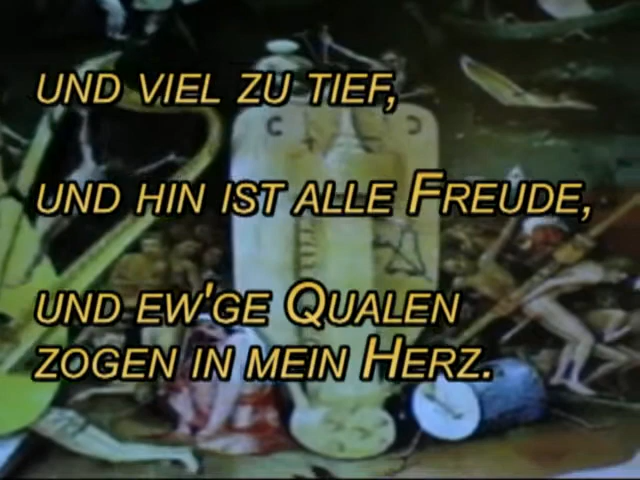 UND VIEL ZU TIEF,
UND HIN IST ALLE FREUDE,
UND EW'GE QUALEN
ZOGEN IN MEIN HERZ.